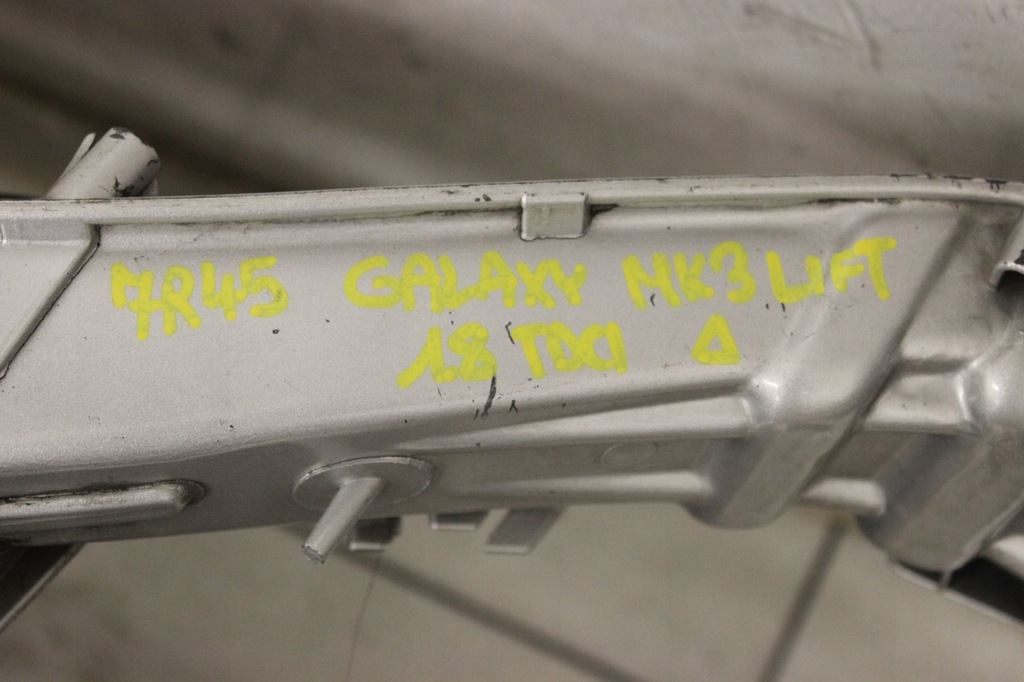 7R45 GALAXY MK3 LIFT
1.8 TDCI Δ